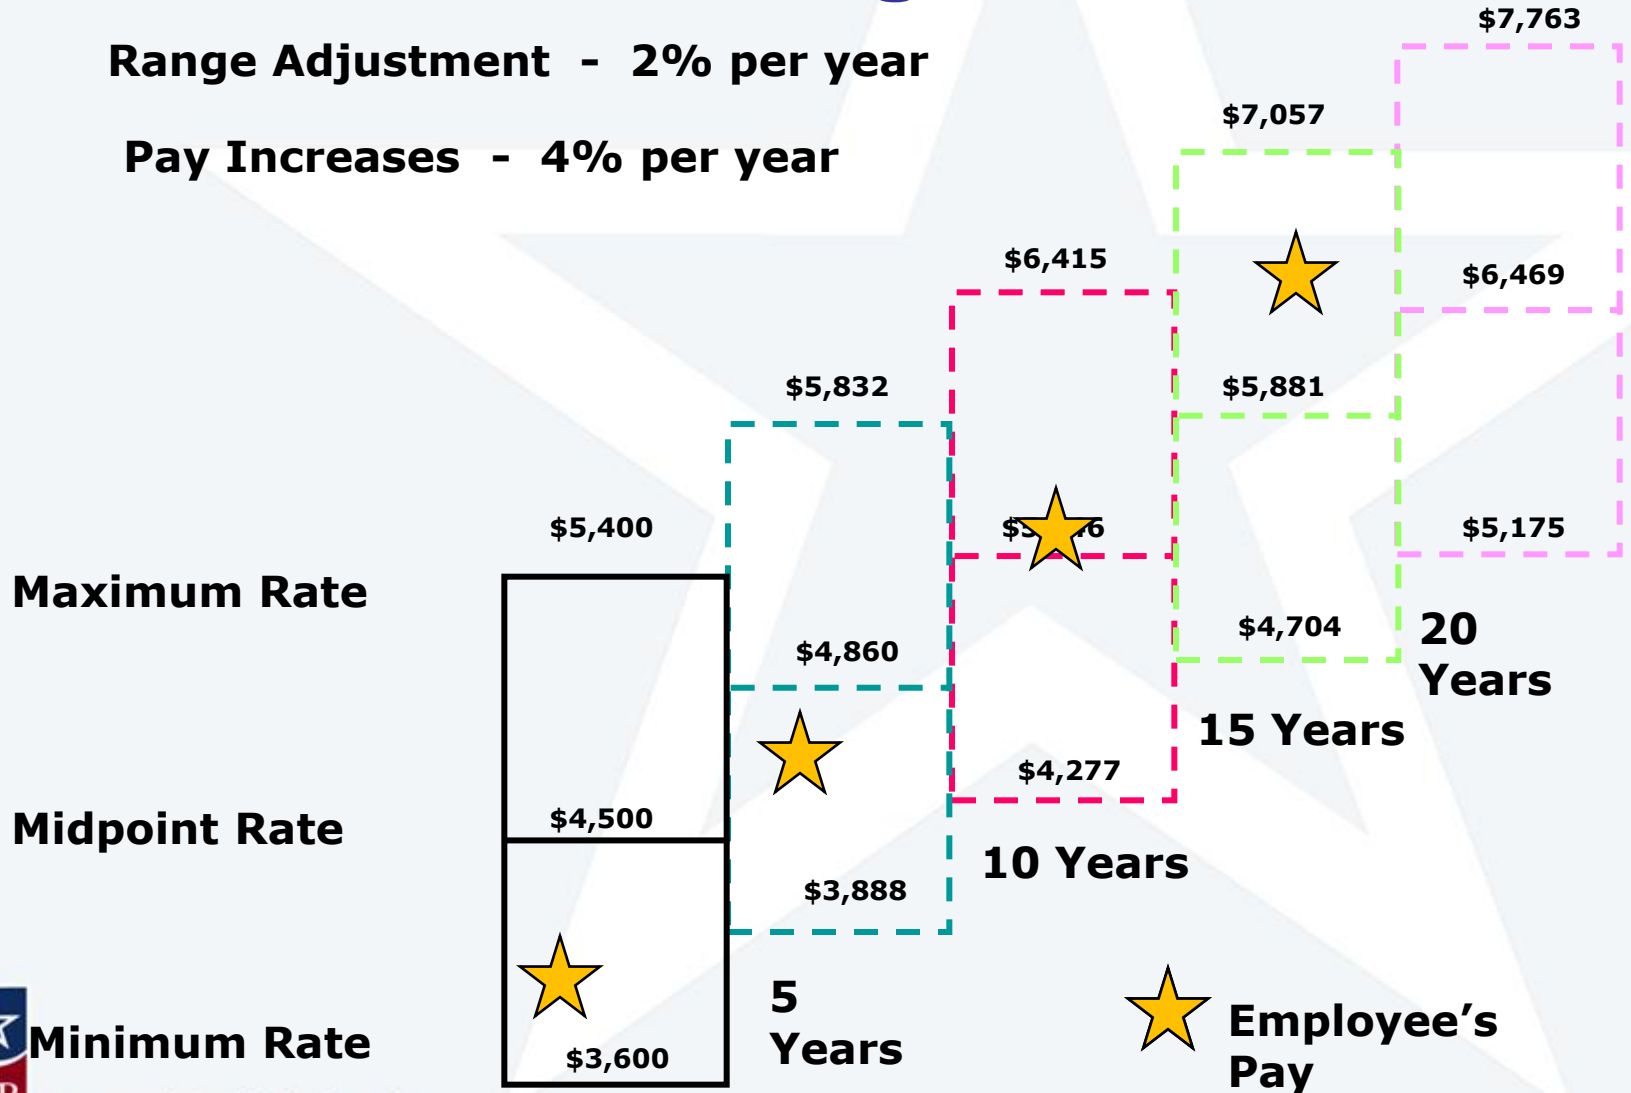 Range Adjustment - 2% per year
Pay Increases - 4% per year
$7,763
$7,057
$6,415
$6,469
$5,832
$5,881
$5,400
$5,175
Maximum Rate
$4,860
$4,704
20
Years
15 Years
$4,277
$4,500
Midpoint Rate
10 Years
$3,888
5
Years
Employee’s
Pay
Minimum Rate
$3,600